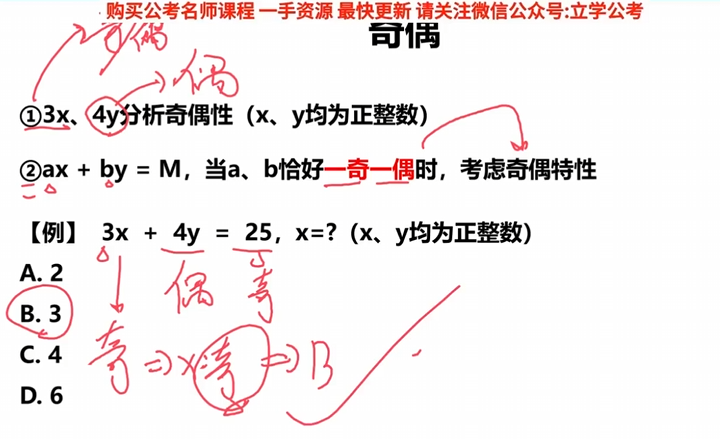 购买公考名师课程 一手资源 最快更新 请关注微信公众号:立学公考
奇偶
奇偶
偶
①3x、4y分析奇偶性（x、y均为正整数）
②ax + by = M，当a、b恰好一奇一偶时，考虑奇偶特性
【例】 3x + 4y = 25，x=?（x、y均为正整数）
A. 2
偶 奇
B. 3
C. 4
奇 ⇒ x奇 ⇒ B
D. 6